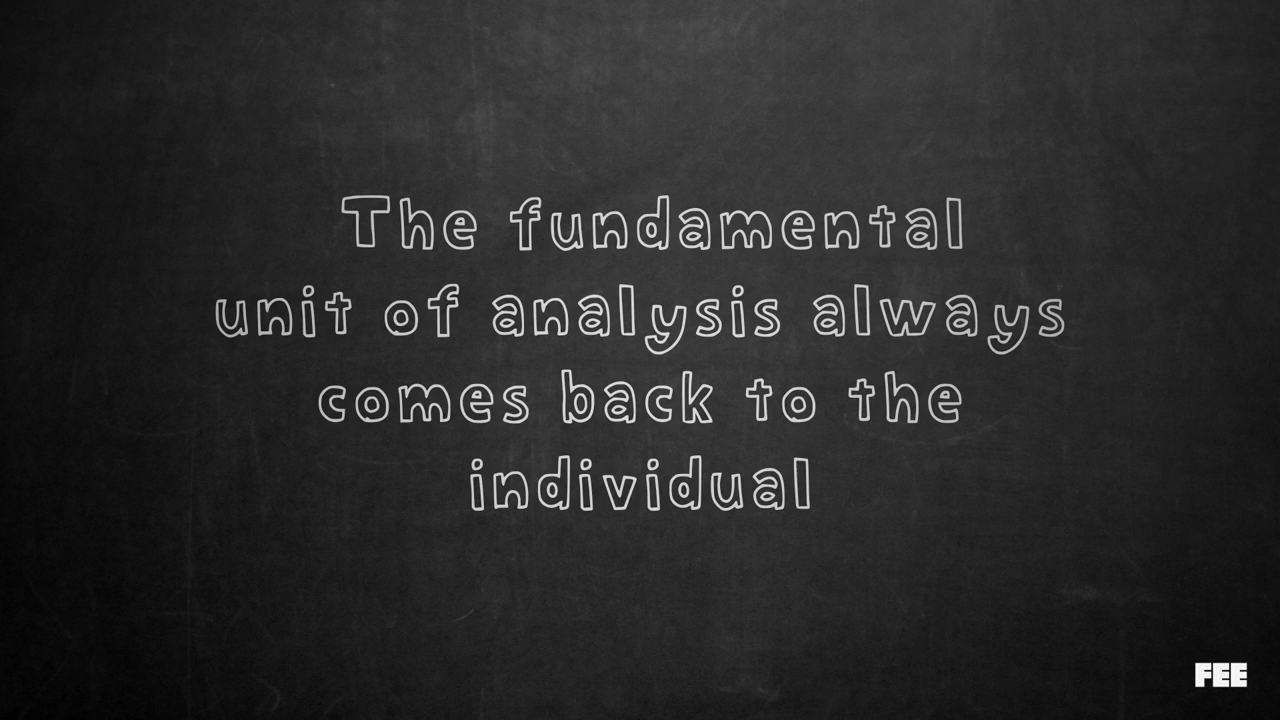 The fundamental
unit of analysis always
comes back to the
individual
FEE